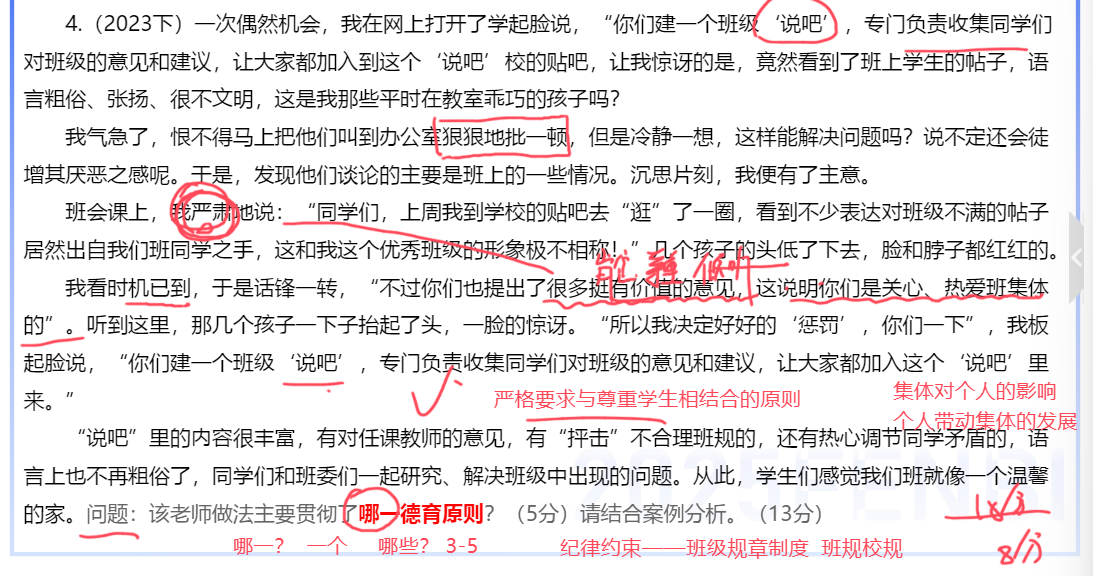 4.（2023下）一次偶然机会，我在网上打开了学起脸说，“你们建一个班级‘说吧’，专门负责收集同学们
对班级的意见和建议，让大家都加入到这个‘说吧’校的贴吧，让我惊讶的是，竟然看到了班上学生的帖子，语
言粗俗、张扬、很不文明，这是我那些平时在教室乖巧的孩子吗？
我气急了，恨不得马上把他们叫到办公室狠狠地批一顿，但是冷静一想，这样能解决问题吗？说不定还会徒
增其厌恶之感呢。于是，发现他们谈论的主要是班上的一些情况。沉思片刻，我便有了主意。
班会课上，我严肃地说：“同学们，上周我到学校的贴吧去“逛”了一圈，看到不少表达对班级不满的帖子
居然出自我们班同学之手，这和我这个优秀班级的形象极不相称！”几个孩子的头低了下去，脸和脖子都红红的。
我看时机已到，于是话锋一转，“不过你们也提出了很多挺有价值的意见，这说明你们是关心、热爱班集体
的”。听到这里，那几个孩子一下子抬起了头，一脸的惊讶。“所以我决定好好的‘惩罚’，你们一下”，我板
起脸说，“你们建一个班级‘说吧’，专门负责收集同学们对班级的意见和建议，让大家都加入这个‘说吧’里
来。”
严格要求与尊重学生相结合的原则
集体对个人的影响
个人带动集体的发展
“说吧”里的内容很丰富，有对任课教师的意见，有“抨击”不合理班规的，还有热心调节同学矛盾的，语
言上也不再粗俗了，同学们和班委们一起研究、解决班级中出现的问题。从此，学生们感觉我们班就像一个温馨
的家。问题：该老师做法主要贯彻了哪一德育原则？（5分）请结合案例分析。（13分）
哪一？ 一个 哪些？ 3-5 纪律约束——班级规章制度 班规校规
18/分
8/分